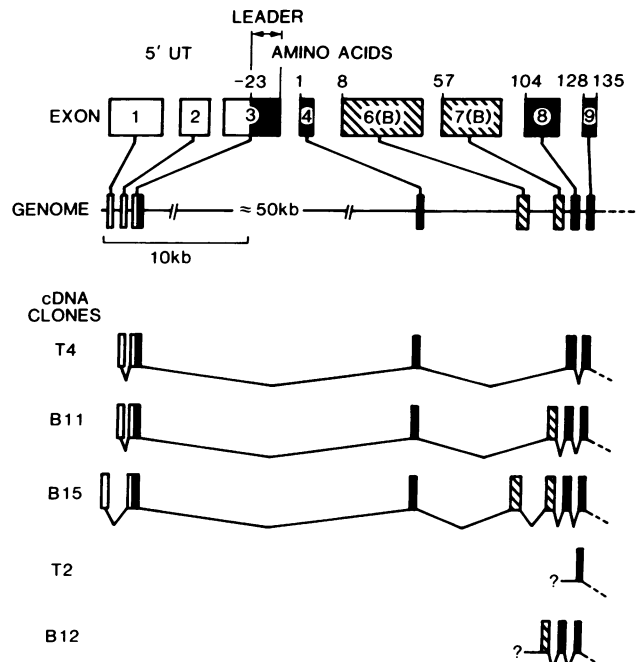 LEADER
5' UT
AMINO ACIDS
-23 1 8 57 104 128 135
EXON 1 2 3 4 6(B) 7(B) 8 9
GENOME ≈50kb
10kb
cDNA
CLONES
T4
B11
B15
T2
?
B12
?